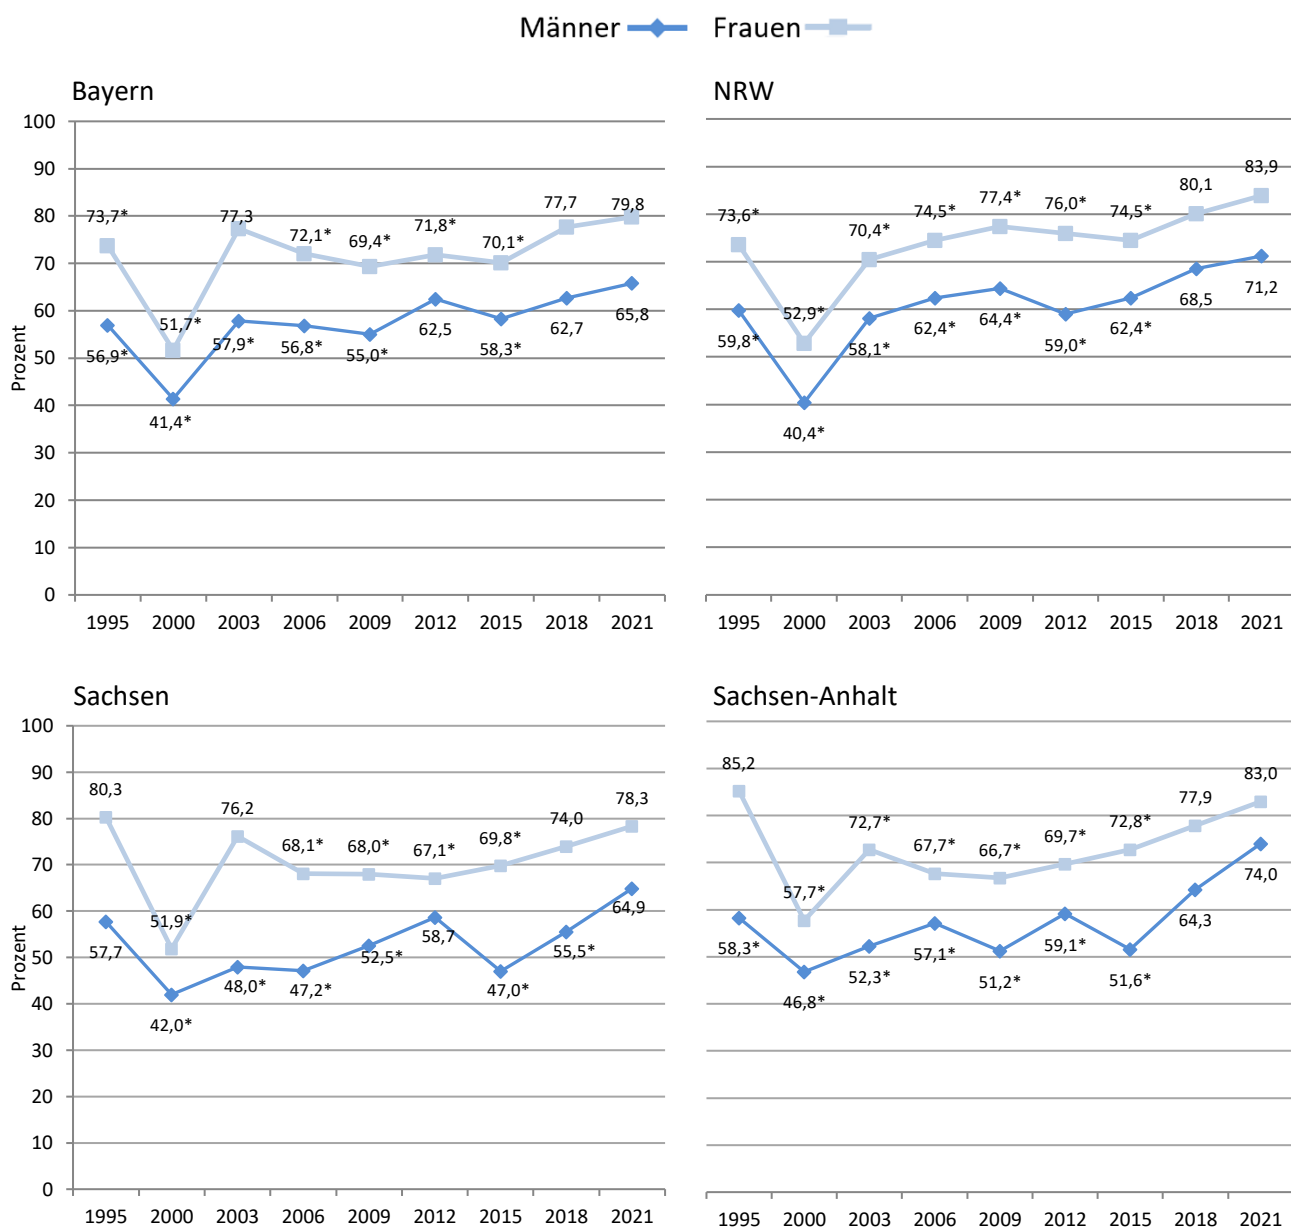 Männer Frauen
Bayern
100
90
80
70
60
50
40
30
20
10
0
Prozent
73,7* 51,7* 77,3 72,1* 69,4* 71,8* 70,1* 77,7 79,8
56,9* 41,4* 57,9* 56,8* 55,0* 62,5 58,3* 62,7 65,8
1995 2000 2003 2006 2009 2012 2015 2018 2021
NRW
73,6* 52,9* 70,4* 74,5* 77,4* 76,0* 74,5* 80,1 83,9
59,8* 40,4* 58,1* 62,4* 64,4* 59,0* 62,4* 68,5 71,2
1995 2000 2003 2006 2009 2012 2015 2018 2021
Sachsen
100
90
80
70
60
50
40
30
20
10
0
Prozent
80,3 51,9* 76,2 68,1* 68,0* 67,1* 69,8* 74,0 78,3
57,7 42,0* 48,0* 47,2* 52,5* 58,7 47,0* 55,5* 64,9
1995 2000 2003 2006 2009 2012 2015 2018 2021
Sachsen-Anhalt
85,2 57,7* 72,7* 67,7* 66,7* 69,7* 72,8* 77,9 83,0
58,3* 46,8* 52,3* 57,1* 51,2* 59,1* 51,6* 64,3 74,0
1995 2000 2003 2006 2009 2012 2015 2018 2021